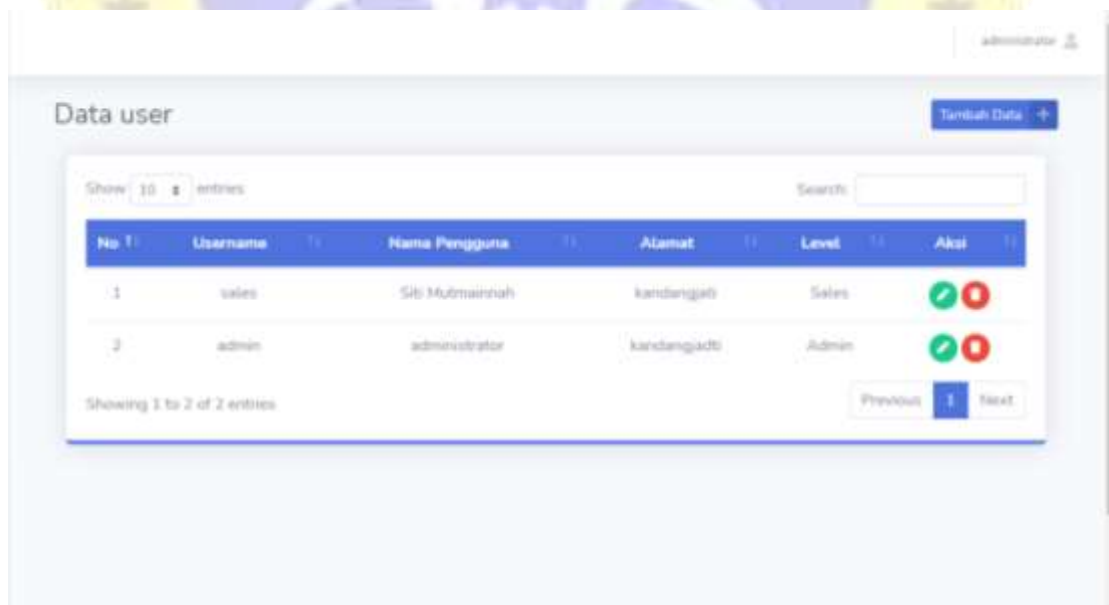 administrator
Data user
Tambah Data +
Show 10 entries
Search:
No Username Nama Pengguna Alamat Level Aksi
1 sales Siti Mutmainnah kandangjati Sales
2 admin administrator kandangjadti Admin
Showing 1 to 2 of 2 entries
Previous 1 Next